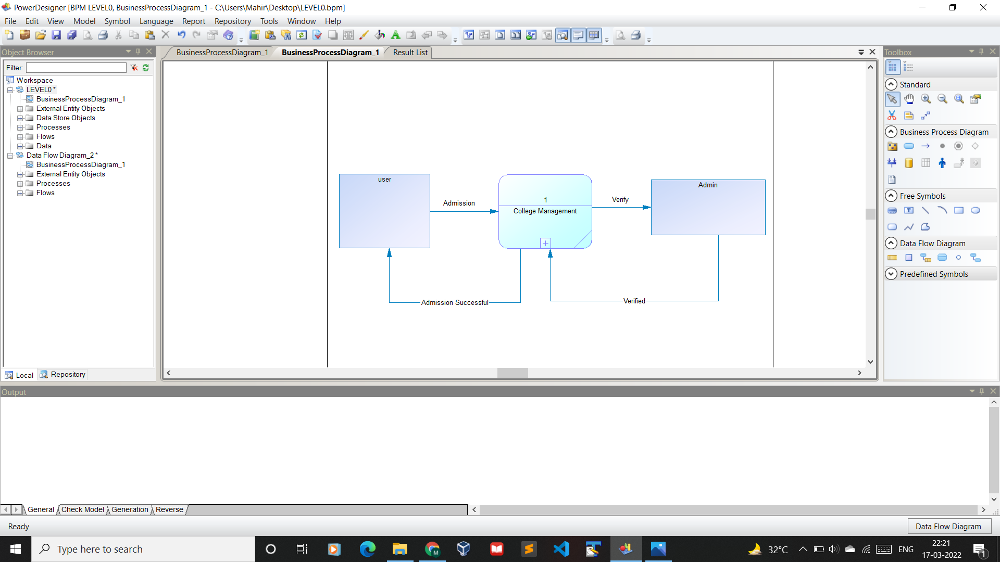 PowerDesigner [BPM LEVEL0, BusinessProcessDiagram_1 - C:\Users\Mahir\Desktop\LEVEL0.bpm]
File Edit View Model Symbol Language Report Repository Tools Window Help
Object Browser
Filter:
Workspace
LEVEL0 *
BusinessProcessDiagram_1
External Entity Objects
Data Store Objects
Processes
Flows
Data
Data Flow Diagram_2 *
BusinessProcessDiagram_1
External Entity Objects
Processes
Flows
Local Repository
BusinessProcessDiagram_1 BusinessProcessDiagram_1 Result List
user
Admission
1
College Management
Verify
Admin
Admission Successful
Verified
Toolbox
Standard
Business Process Diagram
Free Symbols
Data Flow Diagram
Predefined Symbols
Output
General Check Model Generation Reverse
Ready
Data Flow Diagram
Type here to search
32°C
ENG
22:21
17-03-2022
1